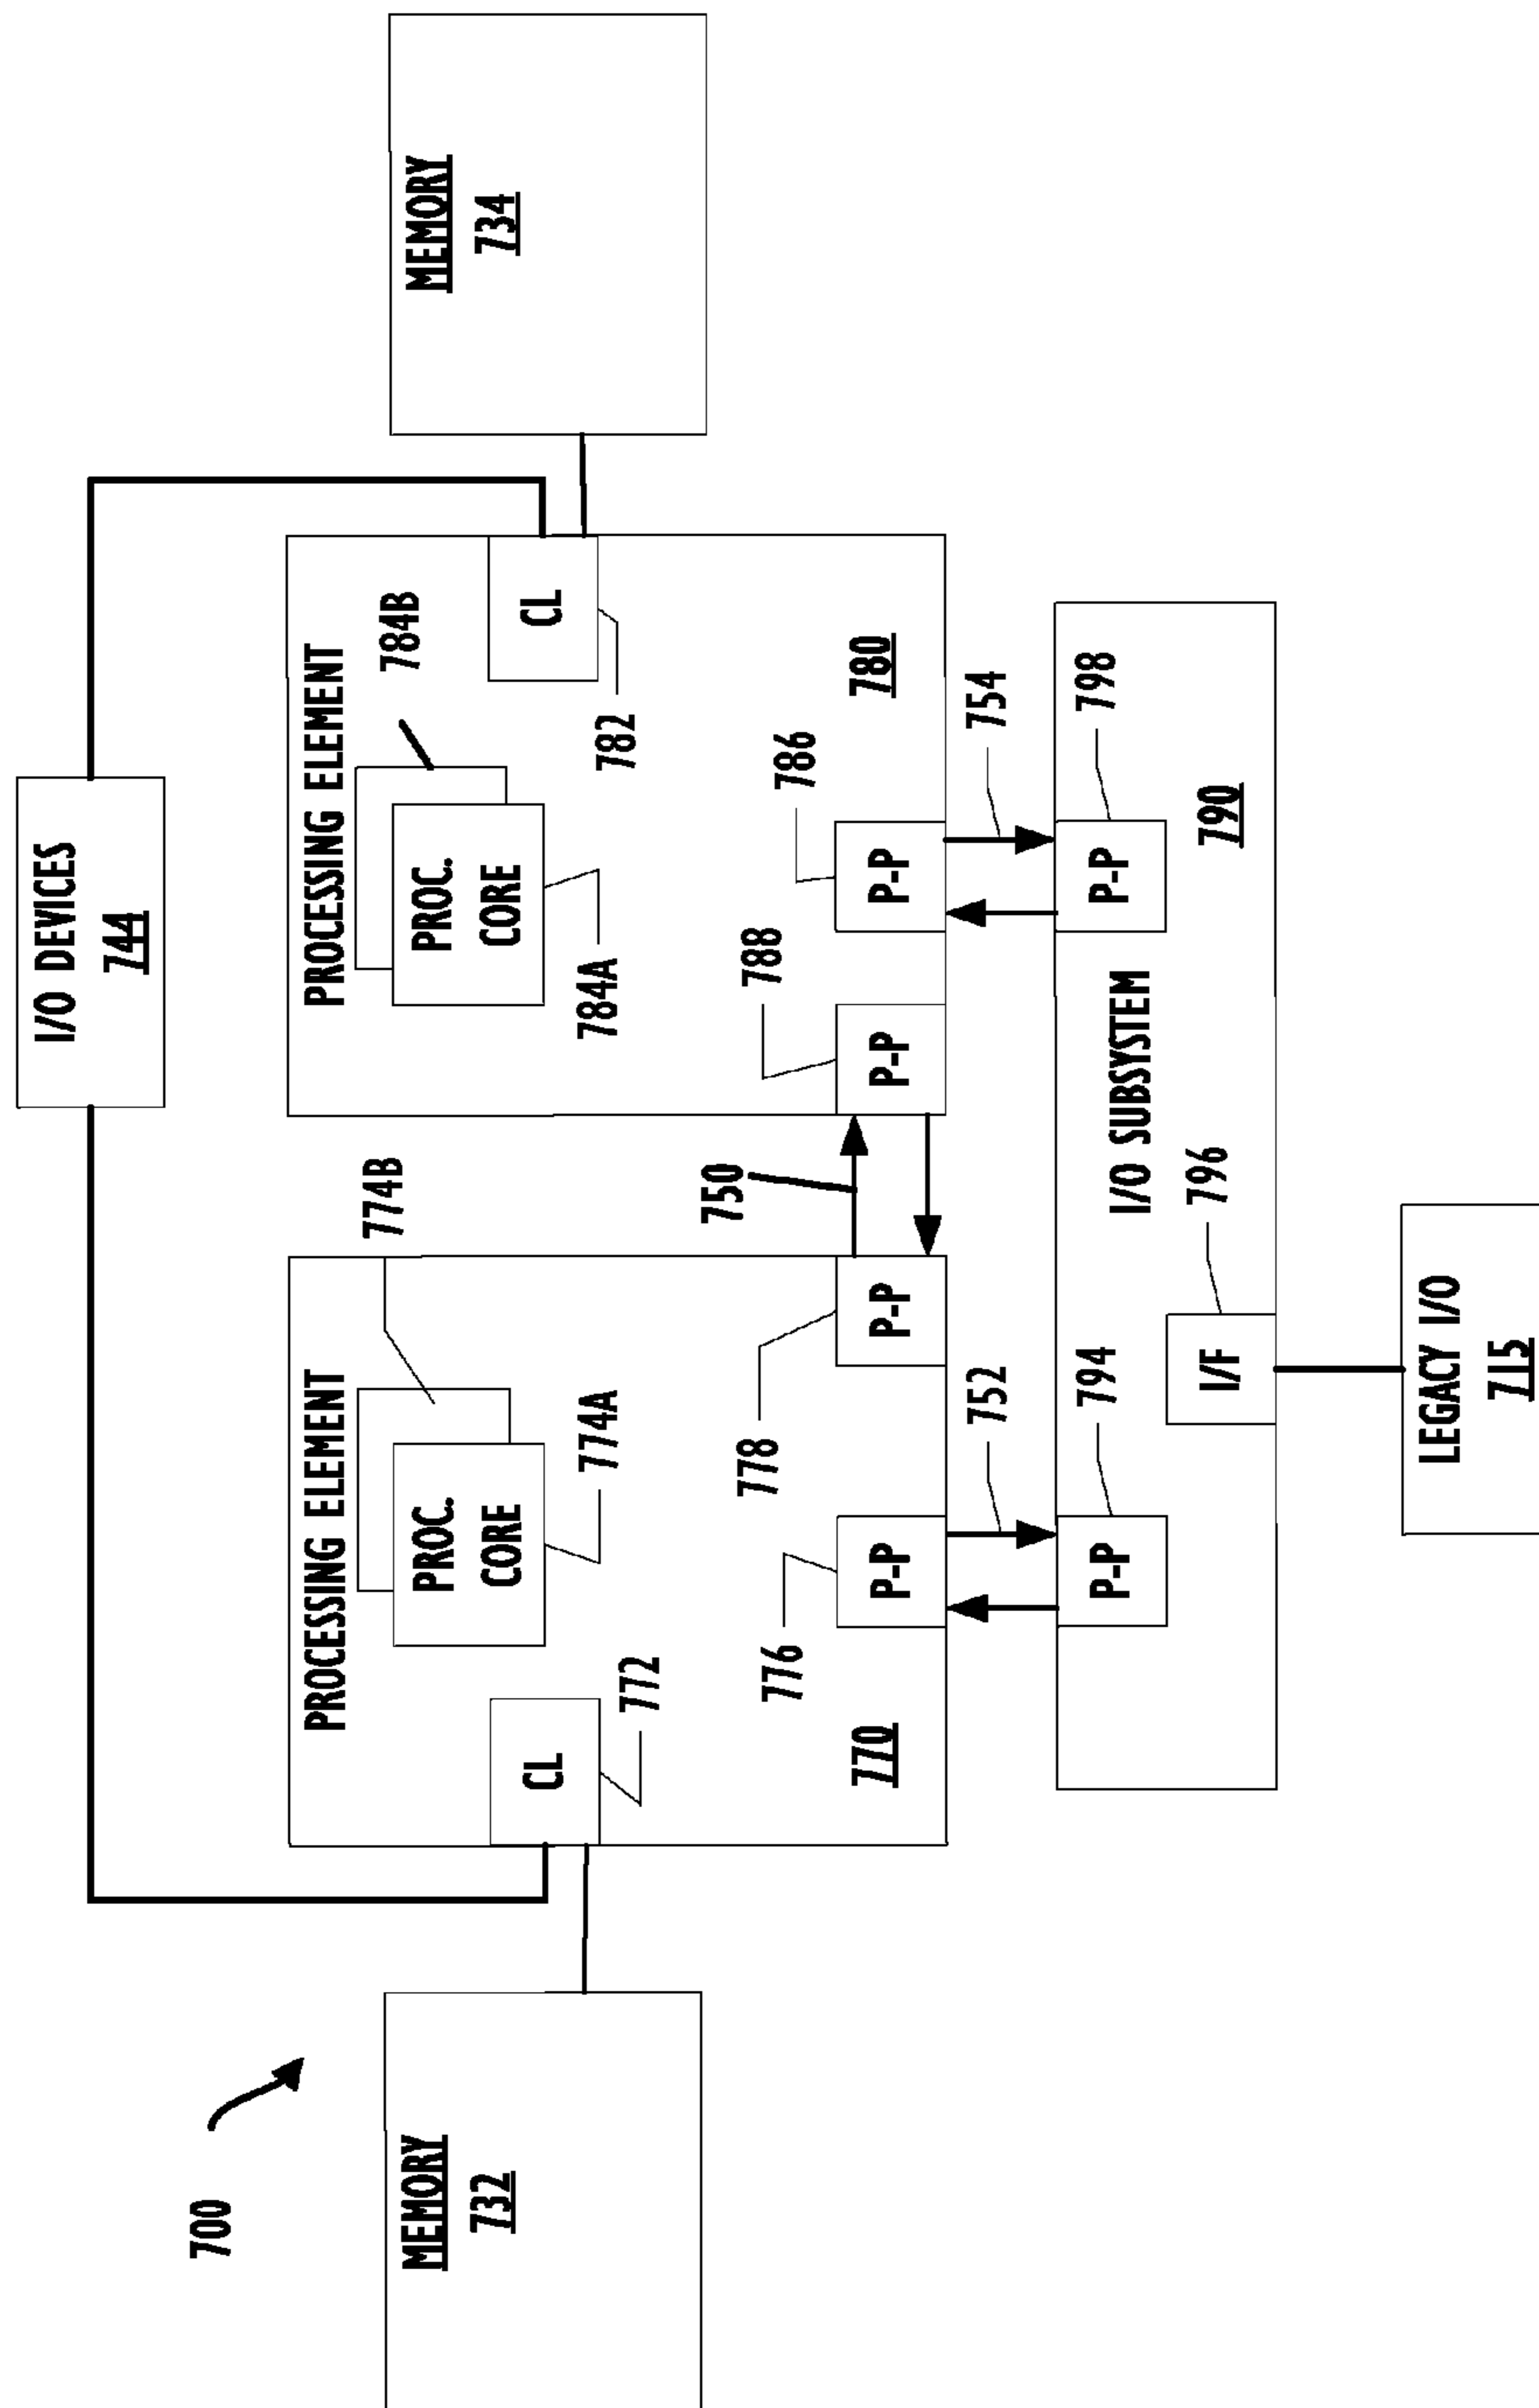 I/O DEVICES
744
700
MEMORY
732
PROCESSING ELEMENT
774B
PROC.
CORE
774A
CL
772
778
P-P
776
P-P
770
750
PROCESSING ELEMENT
784B
PROC.
CORE
784A
CL
782
788
P-P
786
P-P
780
MEMORY
734
752
754
794
P-P
I/O SUBSYSTEM
798
P-P
796
I/F
790
LEGACY I/O
715